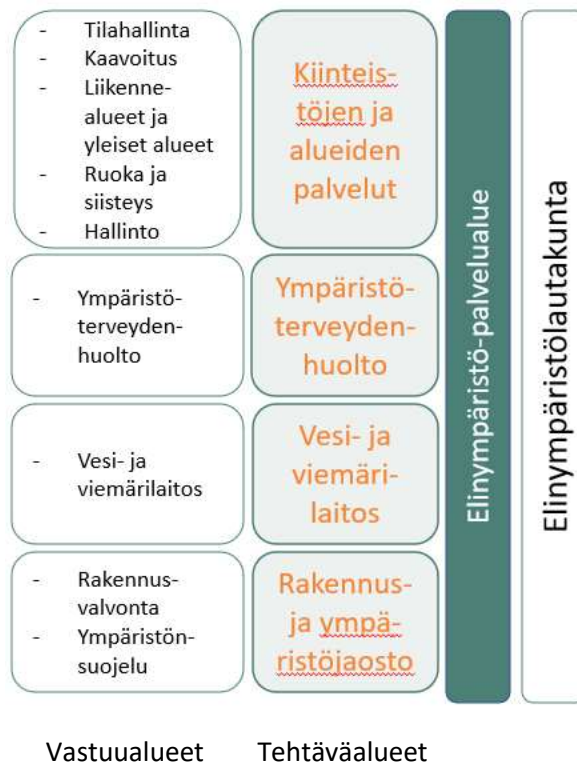 - Tilahallinta
- Kaavoitus
- Liikenne-
alueet ja
yleiset alueet
- Ruoka ja
siisteys
- Hallinto
Kiinteis-
töjen ja
alueiden
palvelut
- Ympäristö-
terveyden-
huolto
Ympäristö-
terveyden-
huolto
- Vesi- ja
viemärilaitos
Vesi- ja
viemäri-
laitos
- Rakennus-
valvonta
- Ympäristön-
suojelu
Rakennus-
ja ympä-
ristöjaosto
Elinympäristö-palvelualue
Elinympäristölautakunta
Vastuualueet
Tehtäväalueet